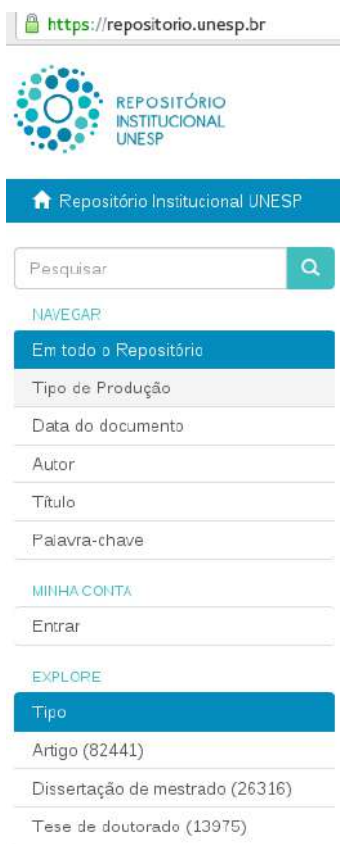 https://repositorio.unesp.br
REPOSITÓRIO
INSTITUCIONAL
UNESP
Repositório Institucional UNESP
Pesquisar
NAVEGAR
Em todo o Repositório
Tipo de Produção
Data do documento
Autor
Título
Palavra-chave
MINHA CONTA
Entrar
EXPLORE
Tipo
Artigo (82441)
Dissertação de mestrado (26316)
Tese de doutorado (13975)